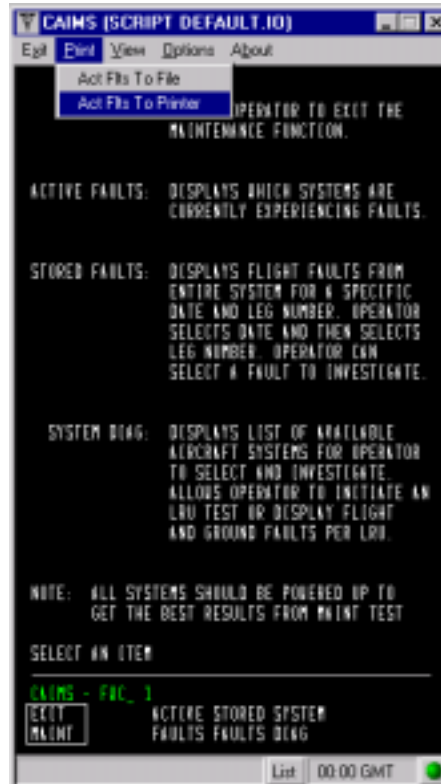 CAIMS (SCRIPT DEFAULT.IO)
Exit Print View Options About
Act Flts To File
Act Flts To Printer
OPERATOR TO EXIT THE
MAINTENANCE FUNCTION.
ACTIVE FAULTS: DISPLAYS WHICH SYSTEMS ARE
CURRENTLY EXPERIENCING FAULTS.
STORED FAULTS: DISPLAYS FLIGHT FAULTS FROM
ENTIRE SYSTEM FOR A SPECIFIC
DATE AND LEG NUMBER. OPERATOR
SELECTS DATE AND THEN SELECTS
LEG NUMBER. OPERATOR CAN
SELECT A FAULT TO INVESTIGATE.
SYSTEM DIAG: DISPLAYS LIST OF AVAILABLE
AIRCRAFT SYSTEMS FOR OPERATOR
TO SELECT AND INVESTIGATE.
ALLOWS OPERATOR TO INITIATE AN
LRU TEST OR DISPLAY FLIGHT
AND GROUND FAULTS PER LRU.
NOTE: ALL SYSTEMS SHOULD BE POWERED UP TO
GET THE BEST RESULTS FROM MAINT TEST
SELECT AN ITEM
CAIMS - FWC_ 1
EXIT ACTIVE STORED SYSTEM
MAINT FAULTS FAULTS DIAG
List 00:00 GMT